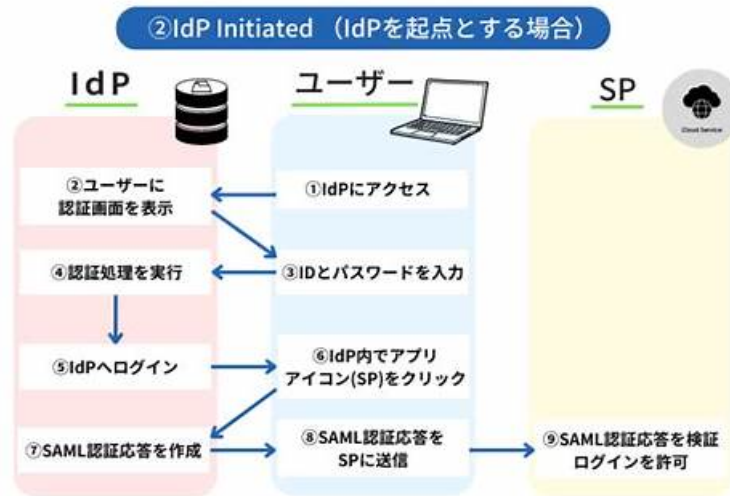 ②IdP Initiated （IdPを起点とする場合）
IdP
ユーザー
SP
Cloud Service
②ユーザーに
認証画面を表示
①IdPにアクセス
④認証処理を実行
③IDとパスワードを入力
⑤IdPへログイン
⑥IdP内でアプリ
アイコン(SP)をクリック
⑦SAML認証応答を作成
⑧SAML認証応答を
SPに送信
⑨SAML認証応答を検証
ログインを許可